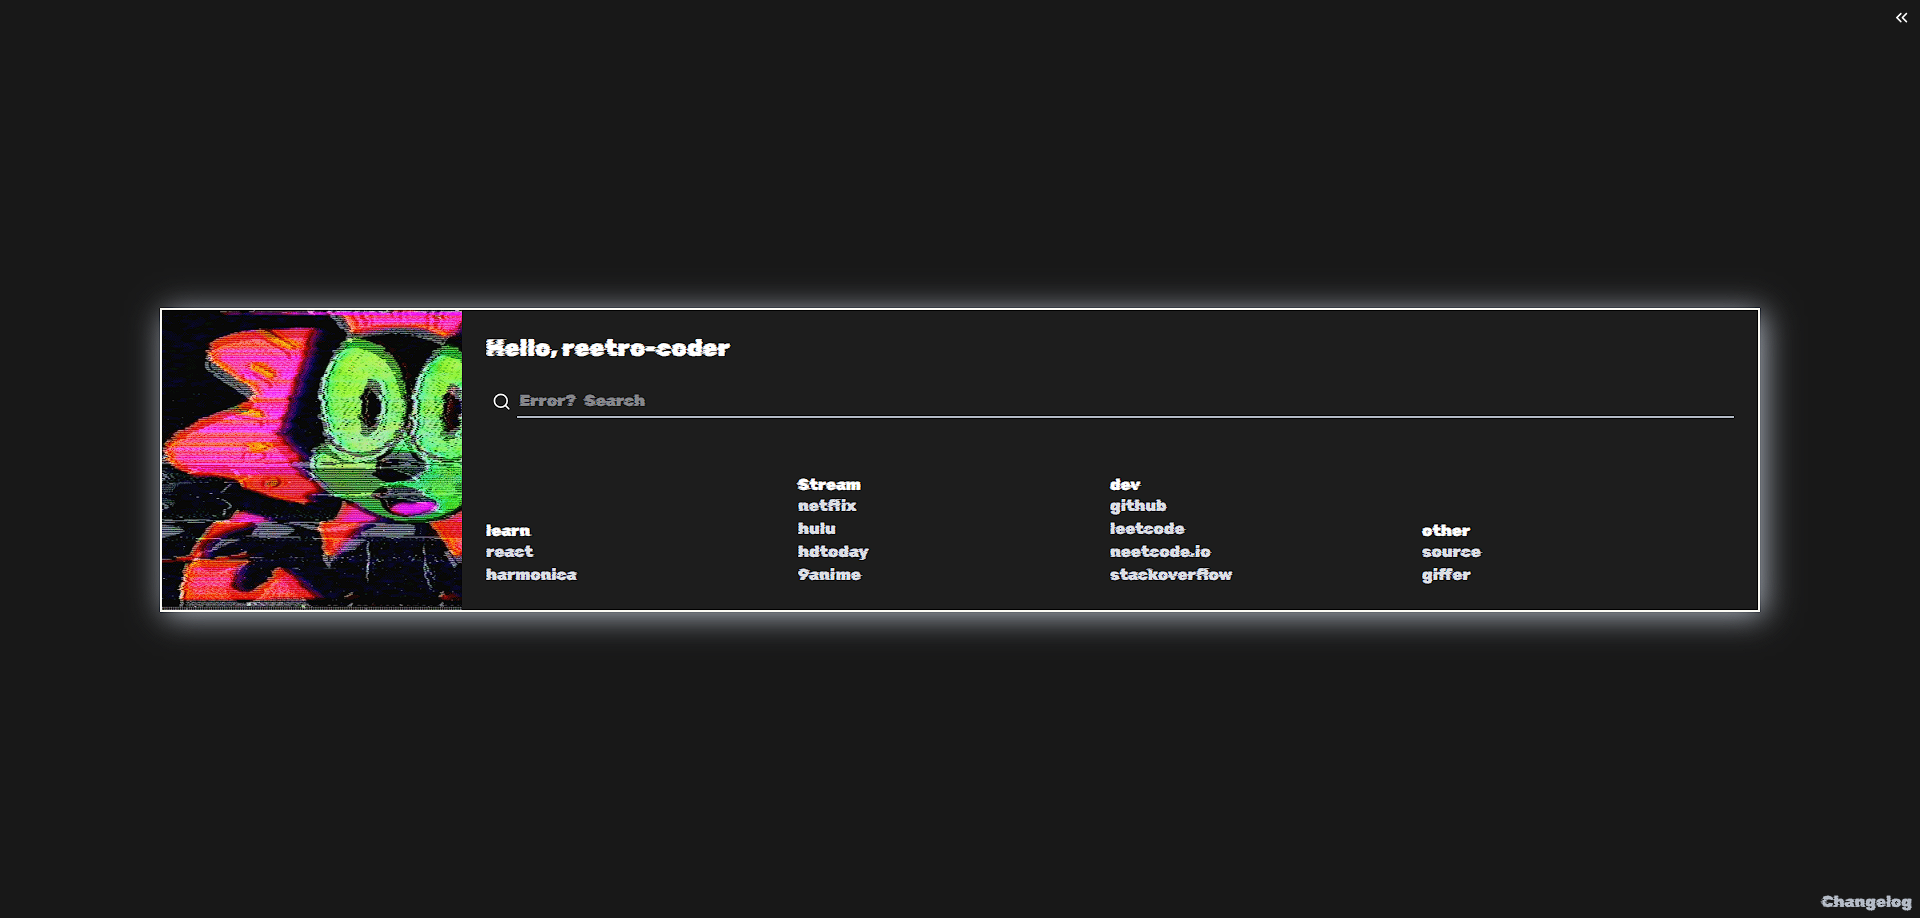 Hello, reetro-coder
Error? Search
learn
react
harmonica
Stream
netflix
hulu
hdtoday
9anime
dev
github
leetcode
neetcode.io
stackoverflow
other
source
giffer
Changelog